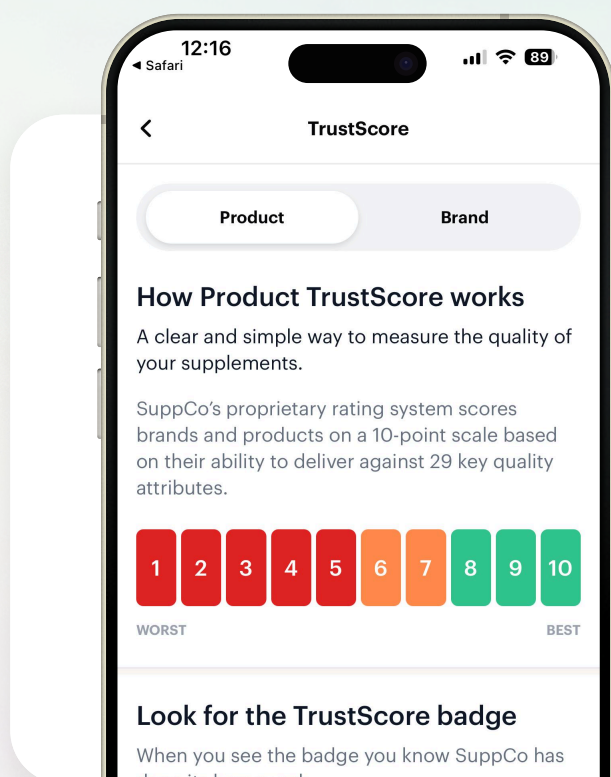 12:16
◀ Safari
89
TrustScore
Product
Brand
How Product TrustScore works
A clear and simple way to measure the quality of
your supplements.
SuppCo’s proprietary rating system scores
brands and products on a 10-point scale based
on their ability to deliver against 29 key quality
attributes.
1 2 3 4 5 6 7 8 9 10
WORST
BEST
Look for the TrustScore badge
When you see the badge you know SuppCo has